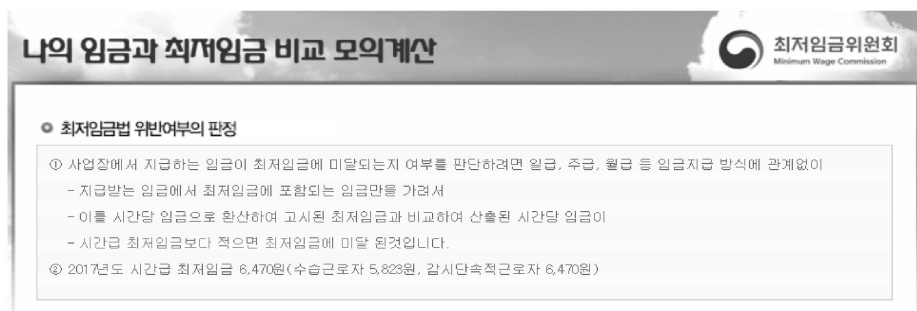 나의 임금과 최저임금 비교 모의계산
최저임금위원회
Minimum Wage Commission
최저임금법 위반여부의 판정
① 사업장에서 지급하는 임금이 최저임금에 미달되는지 여부를 판단하려면 일급, 주급, 월급 등 임금지급 방식에 관계없이
- 지급받는 임금에서 최저임금에 포함되는 임금만을 가려서
- 이를 시간당 임금으로 환산하여 고시된 최저임금과 비교하여 산출된 시간당 임금이
- 시간급 최저임금보다 적으면 최저임금에 미달 된것입니다.
② 2017년도 시간급 최저임금 6,470원(수습근로자 5,823원, 감시단속적근로자 6,470원)